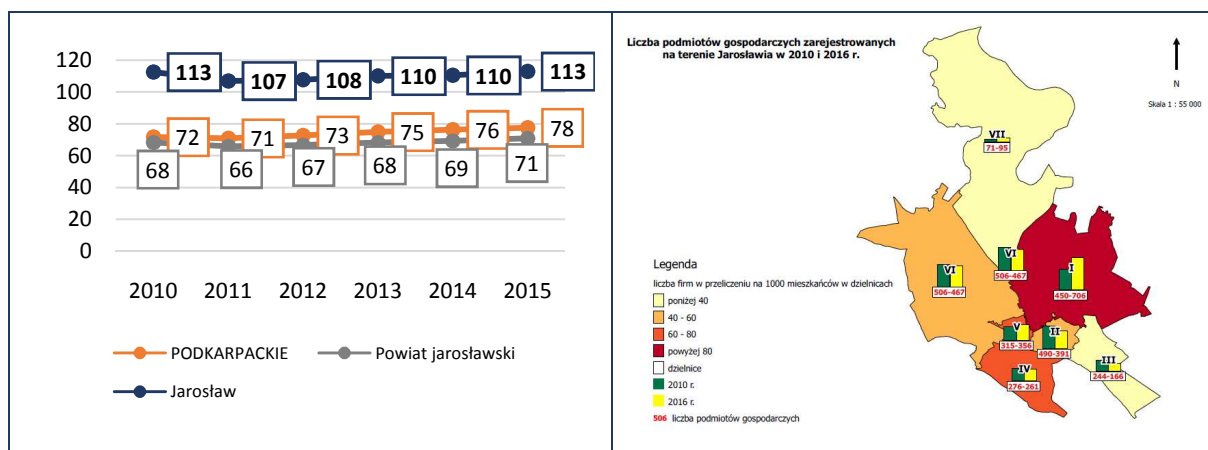 120
100
80
60
40
20
0
113
107
108
110
110
113
72
71
73
75
76
78
68
66
67
68
69
71
2010
2011
2012
2013
2014
2015
PODKARPACKIE
Powiat jarosławski
Jarosław
Liczba podmiotów gospodarczych zarejestrowanych
na terenie Jarosławia w 2010 i 2016 r.
N
Skala 1 : 55 000
VII
71-95
VI
506-467
VI
506-467
I
450-706
V
315-356
II
490-391
III
244-166
IV
276-261
Legenda
liczba firm w przeliczeniu na 1000 mieszkańców w dzielnicach
poniżej 40
40 - 60
60 - 80
powyżej 80
dzielnice
2010 r.
2016 r.
506 liczba podmiotów gospodarczych